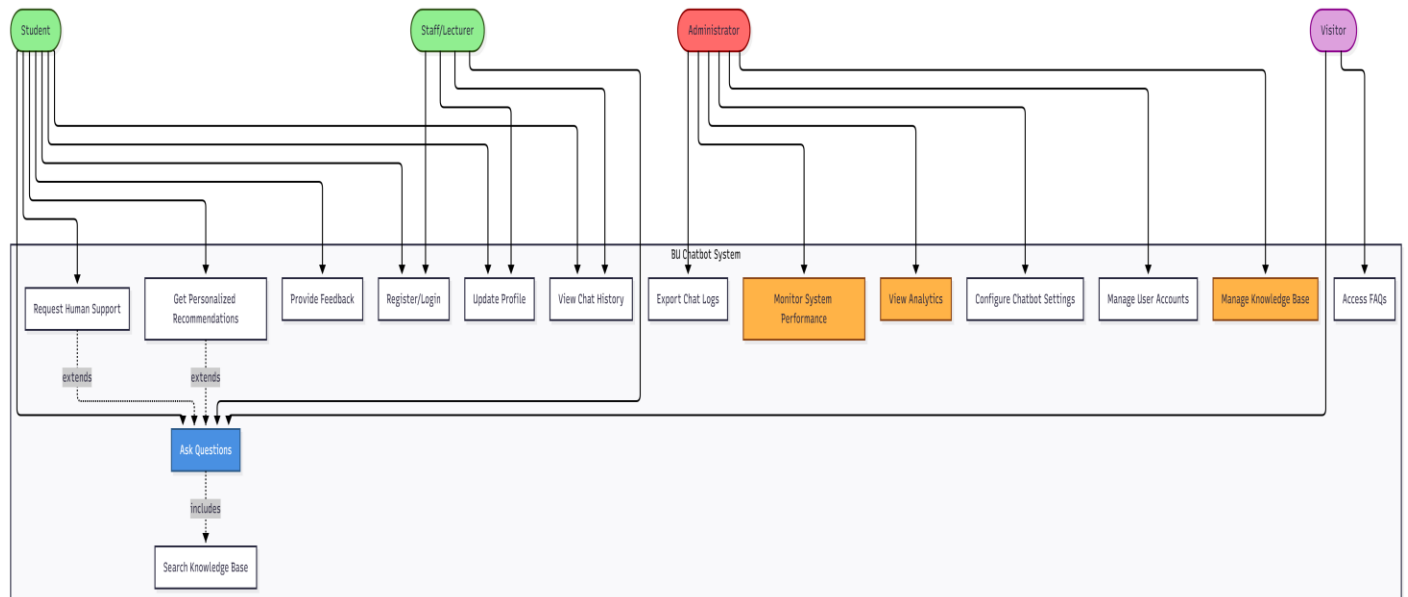 Student
Staff/Lecturer
Administrator
Visitor
BU Chatbot System
Request Human Support
Get Personalized
Recommendations
Provide Feedback
Register/Login
Update Profile
View Chat History
Export Chat Logs
Monitor System
Performance
View Analytics
Configure Chatbot Settings
Manage User Accounts
Manage Knowledge Base
Access FAQs
extends
extends
Ask Questions
includes
Search Knowledge Base